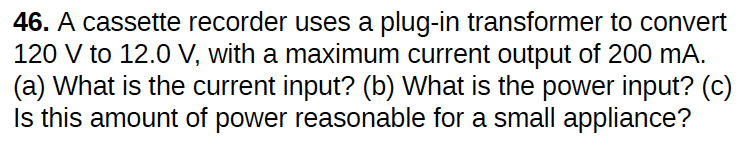 46. A cassette recorder uses a plug-in transformer to convert
120 V to 12.0 V, with a maximum current output of 200 mA.
(a) What is the current input? (b) What is the power input? (c)
Is this amount of power reasonable for a small appliance?